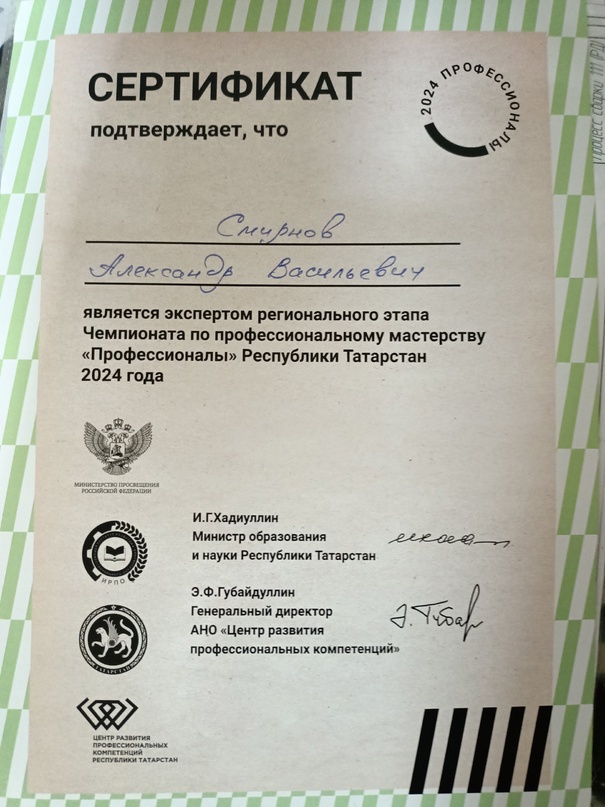 СЕРТИФИКАТ
2024 ПРОФЕССИОНАЛЫ
подтверждает, что
Смирнов
Александр Васильевич
является экспертом регионального этапа
Чемпионата по профессиональному мастерству
«Профессионалы» Республики Татарстан
2024 года
МИНИСТЕРСТВО ПРОСВЕЩЕНИЯ
РОССИЙСКОЙ ФЕДЕРАЦИИ
И.Г.Хадиуллин
Министр образования
и науки Республики Татарстан
ИРПО
Э.Ф.Губайдуллин
Генеральный директор
АНО «Центр развития
профессиональных компетенций»
ТАТАРСТАН
ЦЕНТР РАЗВИТИЯ
ПРОФЕССИОНАЛЬНЫХ
КОМПЕТЕНЦИЙ
РЕСПУБЛИКИ ТАТАРСТАН